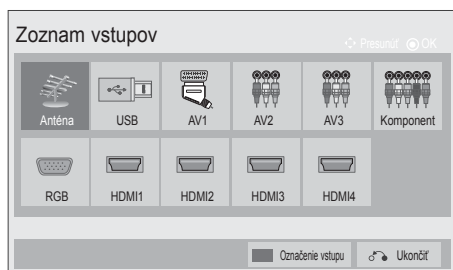 Zoznam vstupov
Presunúť OK
Anténa USB AV1 AV2 AV3 Komponent
RGB HDMI1 HDMI2 HDMI3 HDMI4
Označenie vstupu Ukončiť